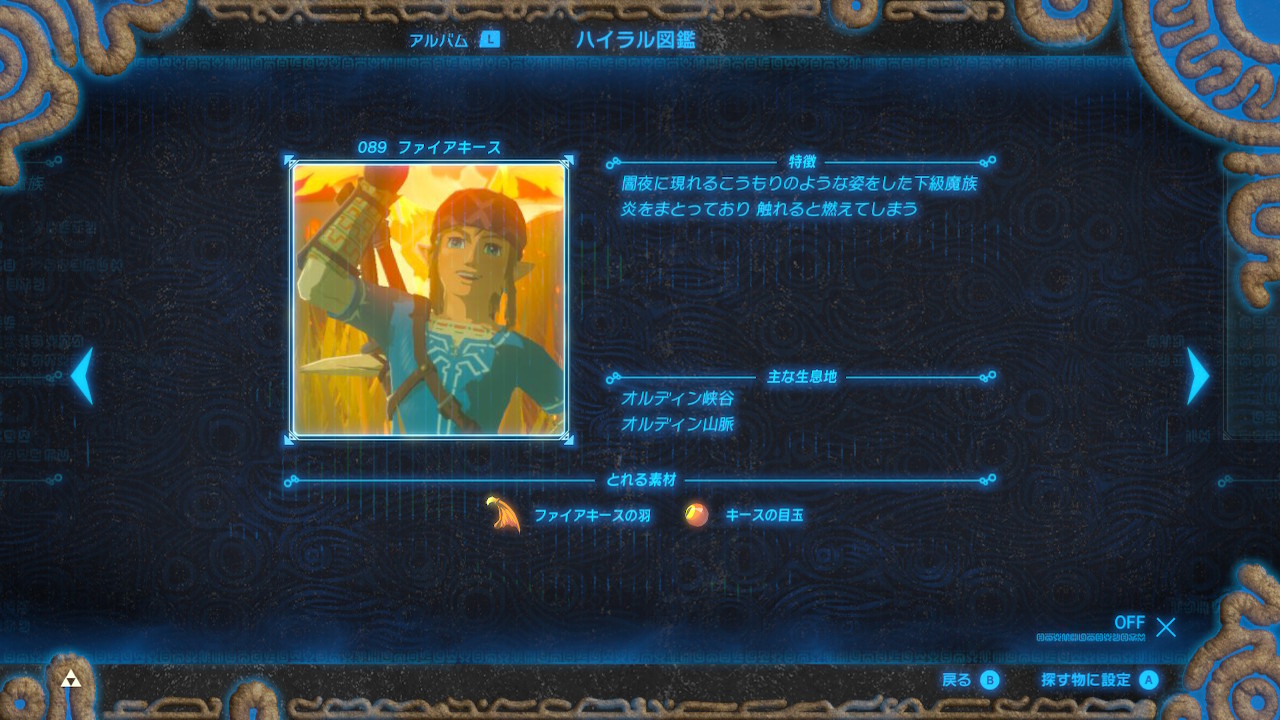 アルバム L ハイラル図鑑
089 ファイアキース
特徴
闇夜に現れるこうもりのような姿をした下級魔族
炎をまとっており 触れると燃えてしまう
主な生息地
オルディン峡谷
オルディン山脈
とれる素材
ファイアキースの羽 キースの目玉
OFF
戻る B 探す物に設定 A